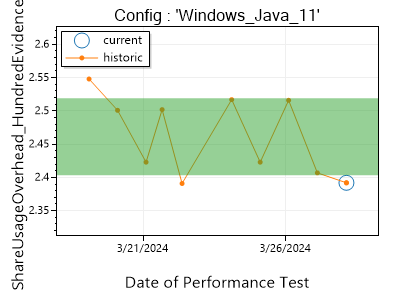 Config : 'Windows_Java_11'
current
historic
ShareUsageOverhead_HundredEvidence
2.6
2.55
2.5
2.45
2.4
2.35
3/21/2024
3/26/2024
Date of Performance Test